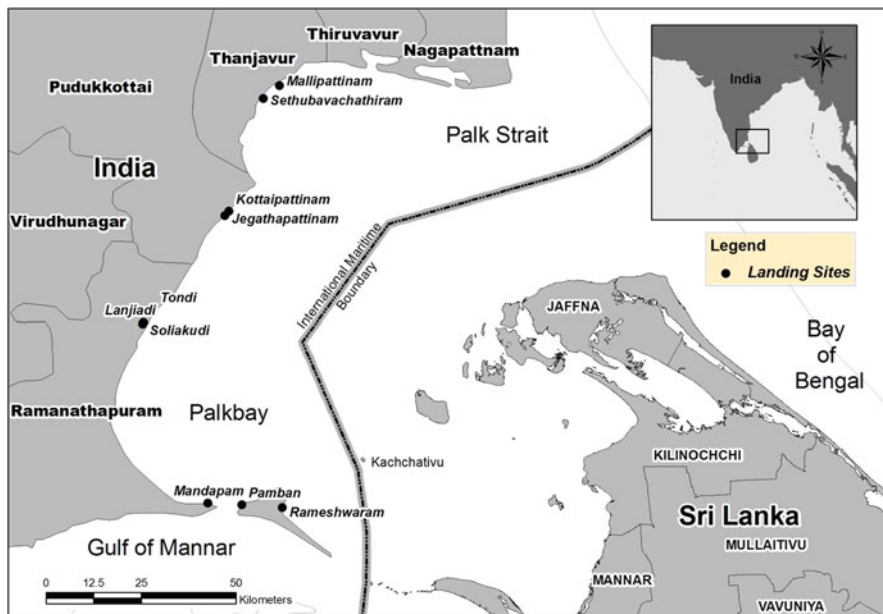 Thiruvavur
Thanjavur
Nagapattnam
Pudukkottai
Mallipattinam
Sethubavachathiram
Palk Strait
India
Kottaipattinam
Jegathapattinam
Virudhunagar
Tondi
Lanjiadi
Soliakudi
International Maritime
Boundary
Ramanathapuram
Palkbay
Kachchativu
Mandapam
Pamban
Rameshwaram
Gulf of Mannar
0
12.5
25
50
Kilometers
India
Legend
Landing Sites
JAFFNA
Bay
of
Bengal
KILINOCHCHI
Sri Lanka
MULLAITIVU
MANNAR
VAVUNIYA